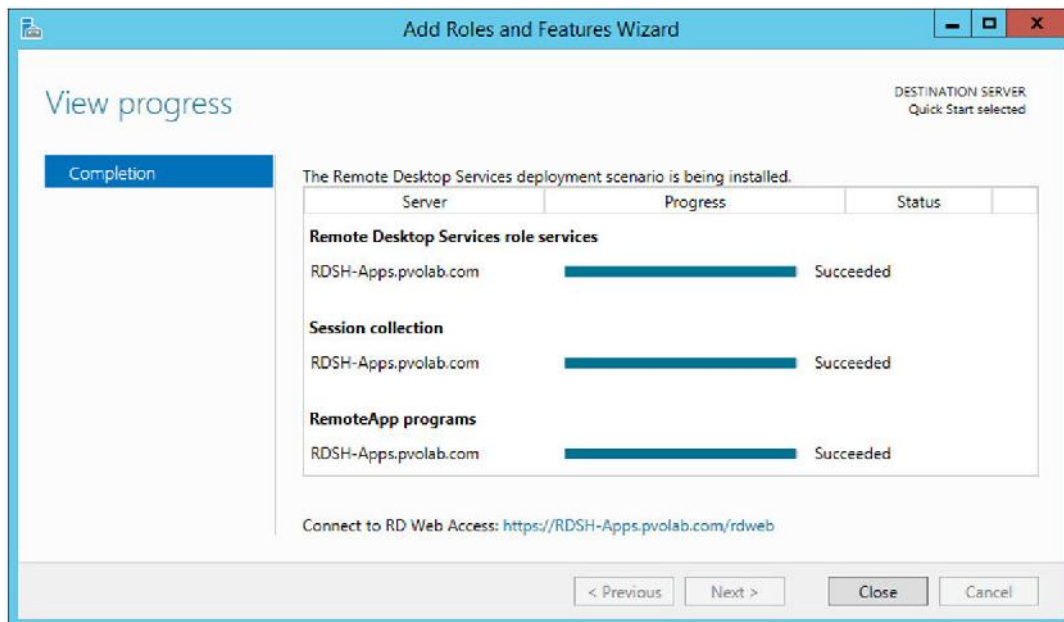 Add Roles and Features Wizard
View progress
DESTINATION SERVER
Quick Start selected
Completion
The Remote Desktop Services deployment scenario is being installed.
Server Progress Status
Remote Desktop Services role services
RDSH-Apps.pvolab.com Succeeded
Session collection
RDSH-Apps.pvolab.com Succeeded
RemoteApp programs
RDSH-Apps.pvolab.com Succeeded
Connect to RD Web Access: https://RDSH-Apps.pvolab.com/rdweb
< Previous Next > Close Cancel